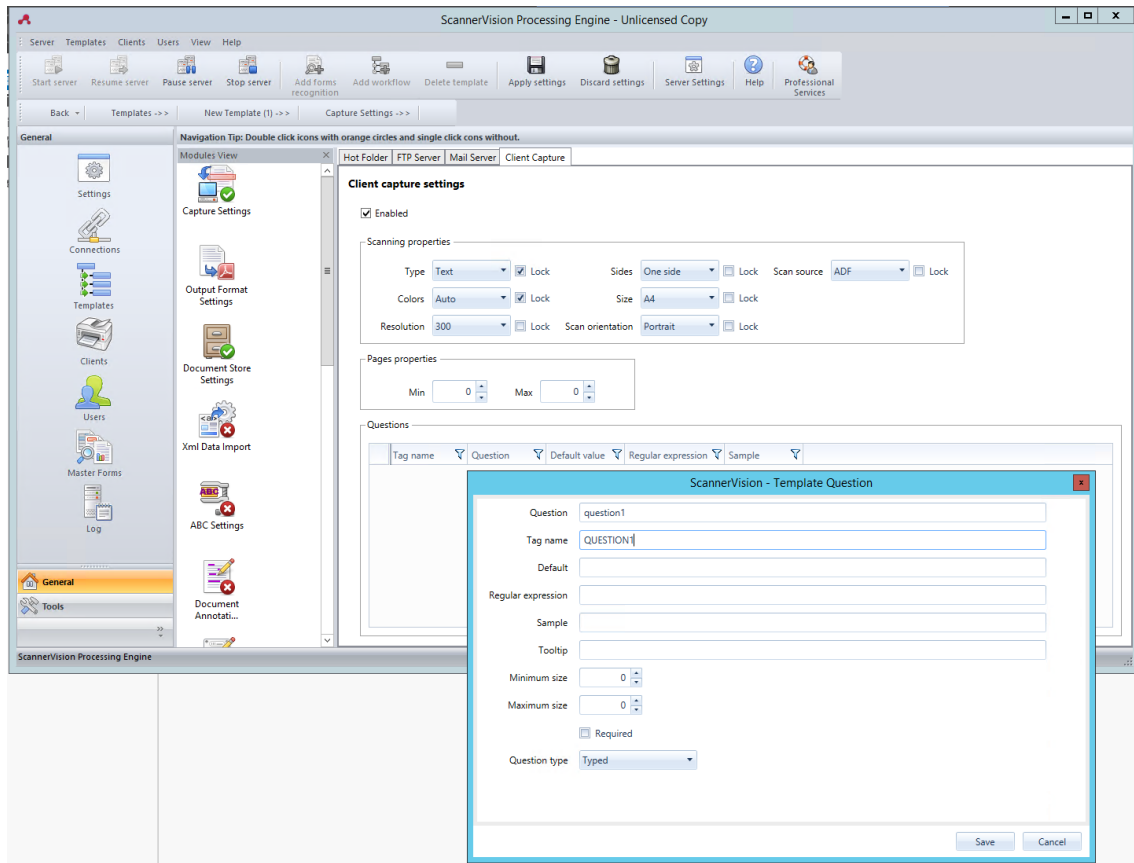 ScannerVision Processing Engine - Unlicensed Copy
Server Templates Clients Users View Help
Start server Resume server Pause server Stop server Add forms recognition Add workflow Delete template Apply settings Discard settings Server Settings Help Professional Services
Back Templates ->> New Template (1) ->> Capture Settings ->>
General
Navigation Tip: Double click icons with orange circles and single click cons without.
Settings
Connections
Templates
Clients
Users
Master Forms
Log
General
Tools
Modules View
Capture Settings
Output Format
Settings
Document Store
Settings
Xml Data Import
ABC
ABC Settings
Document
Annotati...
Hot Folder FTP Server Mail Server Client Capture
Client capture settings
Enabled
Scanning properties
Type Text Lock Sides One side Lock Scan source ADF Lock
Colors Auto Lock Size A4 Lock
Resolution 300 Lock Scan orientation Portrait Lock
Pages properties
Min 0 Max 0
Questions
Tag name Question Default value Regular expression Sample
ScannerVision - Template Question
Question question1
Tag name QUESTION1
Default
Regular expression
Sample
Tooltip
Minimum size 0
Maximum size 0
Required
Question type Typed
Save Cancel
ScannerVision Processing Engine